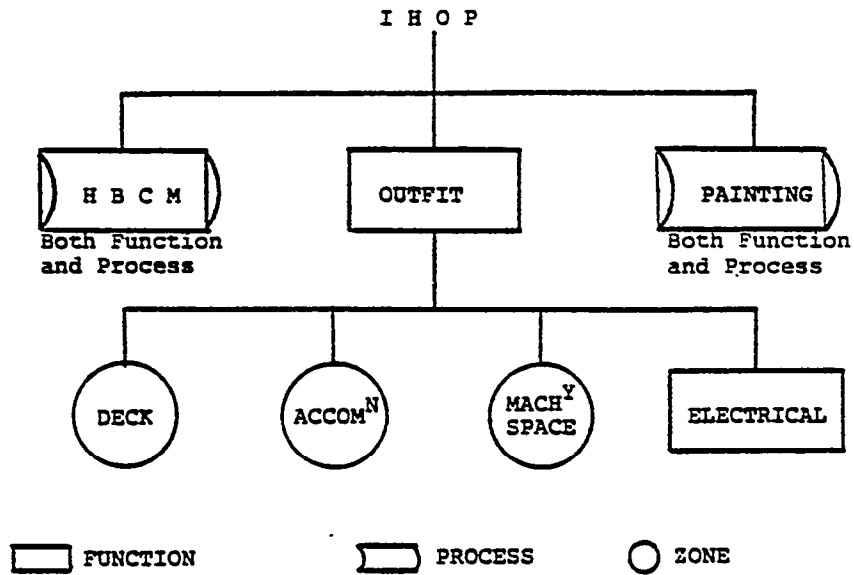 I H O P
H B C M
OUTFIT
PAINTING
Both Function
and Process
Both Function
and Process
DECK
ACCOM^N
MACH^Y
SPACE
ELECTRICAL
FUNCTION
PROCESS
ZONE